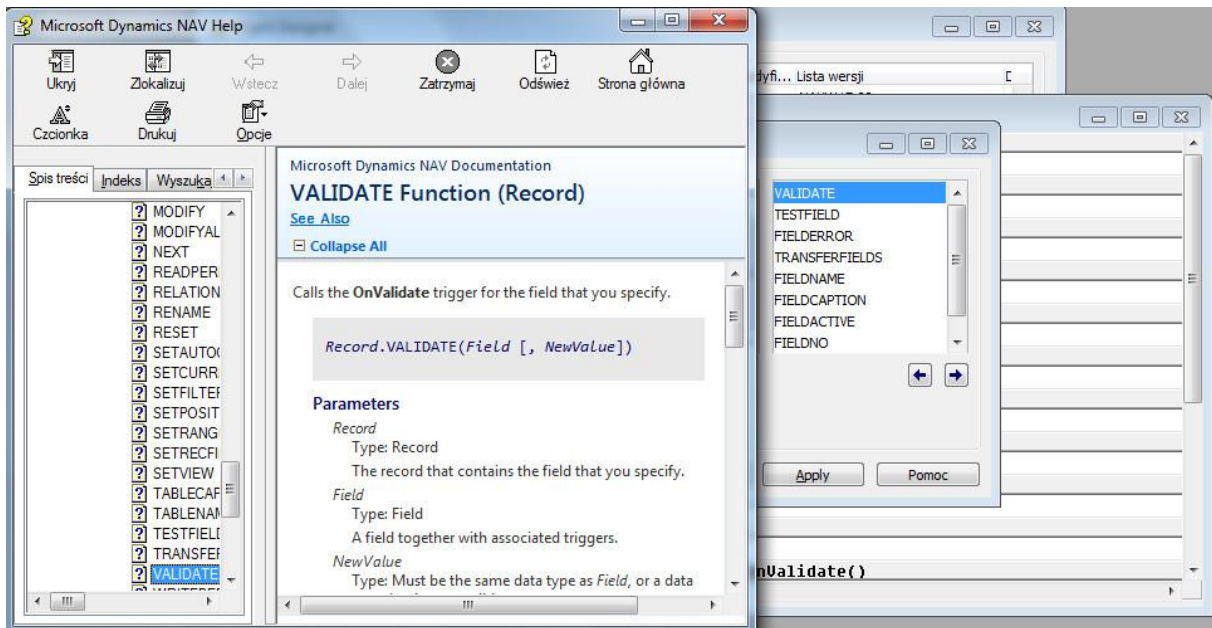 Microsoft Dynamics NAV Help
Ukryj Zlokalizuj Wstecz Dalej Zatrzymaj Odśwież Strona główna
Czcionka Drukuj Opcje
Spis treści Indeks Wyszuka
MODIFY
MODIFYAL
NEXT
READPER
RELATION
RENAME
RESET
SETAUTO
SETCURR
SETFILTER
SETPOSIT
SETRANG
SETRECFI
SETVIEW
TABLECAP
TABLENAM
TESTFIEL
TRANSFER
VALIDATE
Microsoft Dynamics NAV Documentation
VALIDATE Function (Record)
See Also
Collapse All
Calls the OnValidate trigger for the field that you specify.
Record.VALIDATE(Field [, NewValue])
Parameters
Record
Type: Record
The record that contains the field that you specify.
Field
Type: Field
A field together with associated triggers.
NewValue
Type: Must be the same data type as Field, or a data
dyfi... Lista wersji
VALIDATE
TESTFIELD
FIELDERROR
TRANSFERFIELDS
FIELDNAME
FIELDCAPTION
FIELDACTIVE
FIELDNO
Apply Pomoc
nValidate()